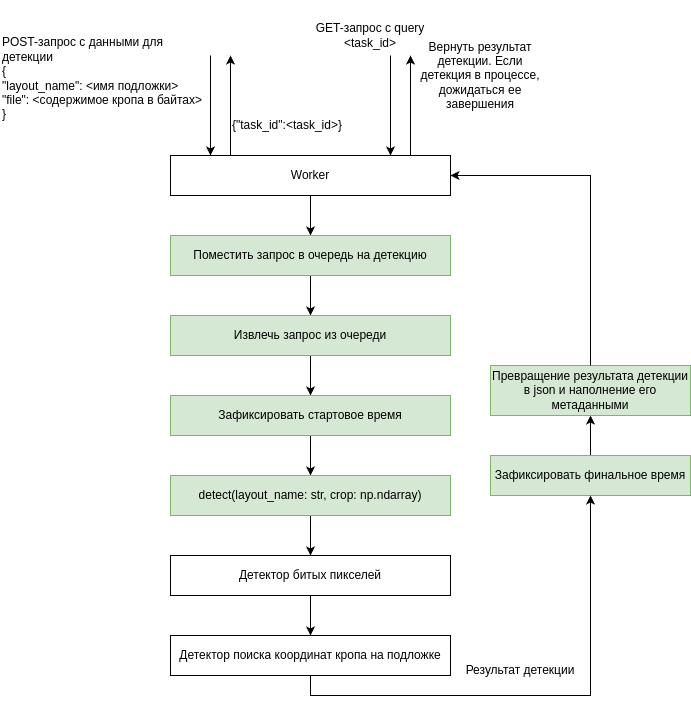 POST-запрос с данными для
детекции
{
"layout_name": <имя подложки>
"file": <содержимое кропа в байтах>
}
{"task_id":<task_id>}
GET-запрос с query
<task_id>
Вернуть результат
детекции. Если
детекция в процессе,
дожидаться ее
завершения
Worker
Поместить запрос в очередь на детекцию
Извлечь запрос из очереди
Зафиксировать стартовое время
detect(layout_name: str, crop: np.ndarray)
Детектор битых пикселей
Детектор поиска координат кропа на подложке
Результат детекции
Зафиксировать финальное время
Превращение результата детекции
в json и наполнение его
метаданными